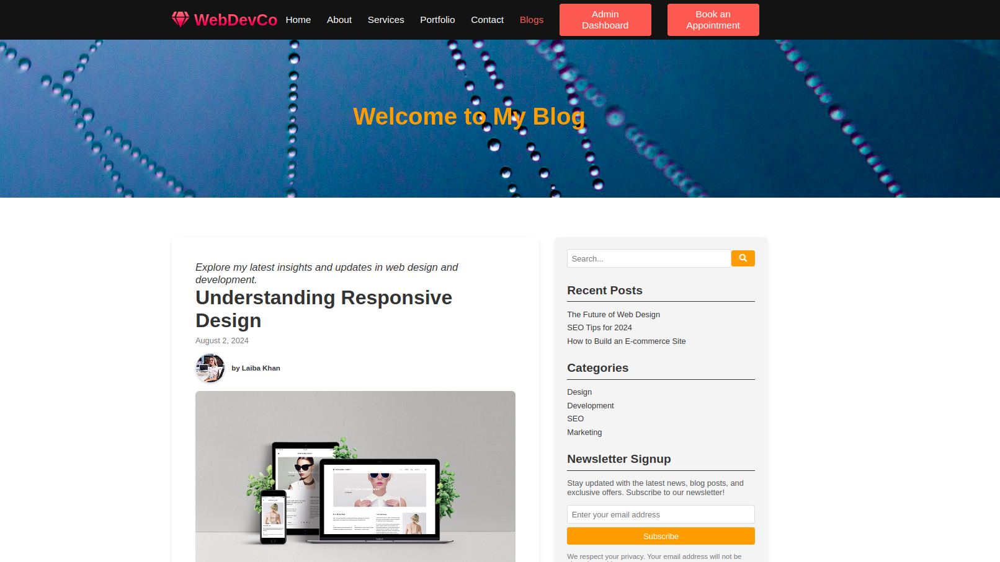 WebDevCo
Home
About
Services
Portfolio
Contact
Blogs
Admin
Dashboard
Book an
Appointment
Welcome to My Blog
Explore my latest insights and updates in web design and
development.
Understanding Responsive
Design
August 2, 2024
by Laiba Khan
Search...
Recent Posts
The Future of Web Design
SEO Tips for 2024
How to Build an E-commerce Site
Categories
Design
Development
SEO
Marketing
Newsletter Signup
Stay updated with the latest news, blog posts, and
exclusive offers. Subscribe to our newsletter!
Enter your email address
Subscribe
We respect your privacy. Your email address will not be